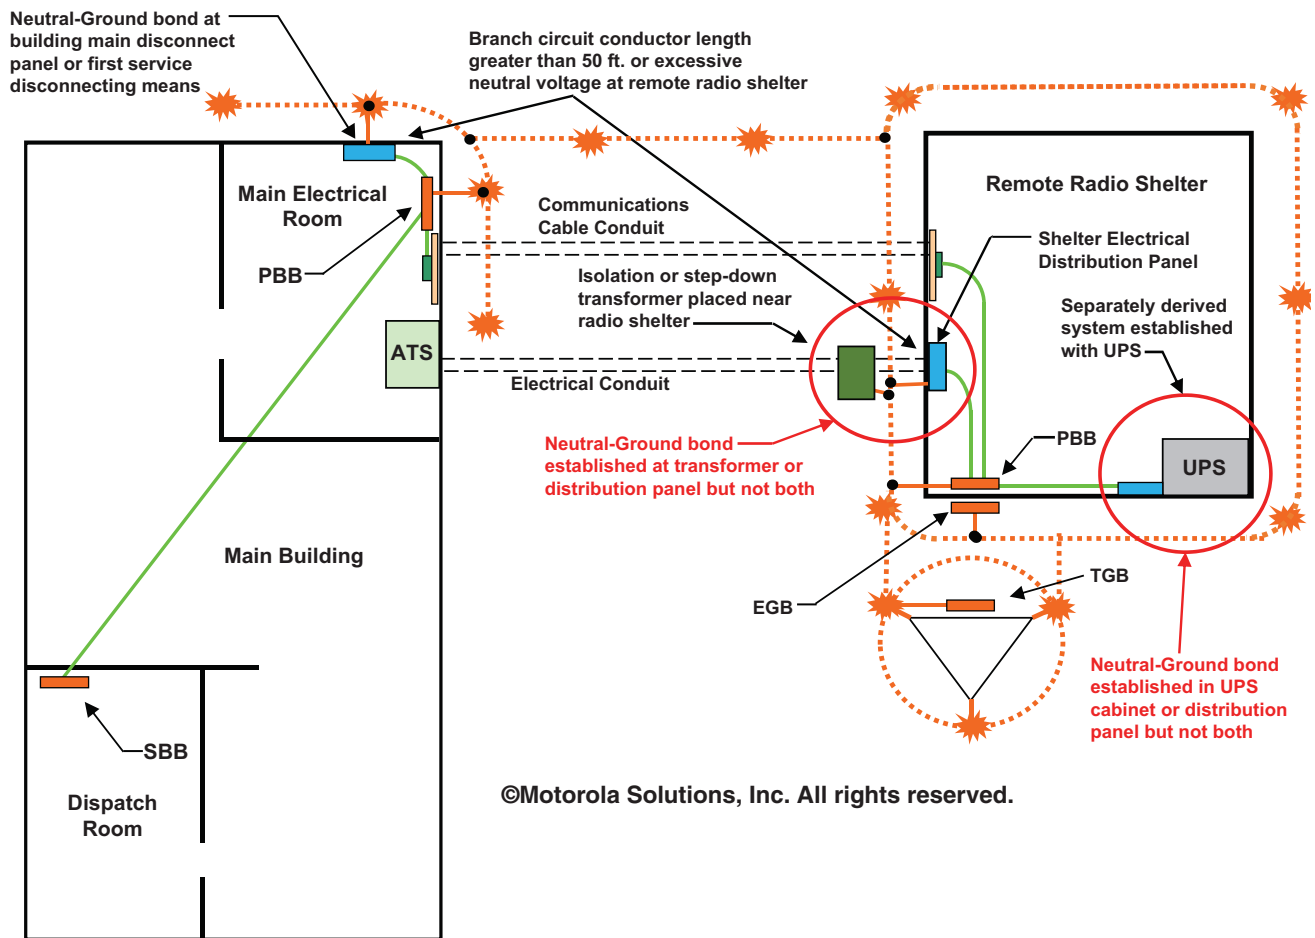 Neutral-Ground bond at
building main disconnect
panel or first service
disconnecting means
Branch circuit conductor length
greater than 50 ft. or excessive
neutral voltage at remote radio shelter
Main Electrical
Room
PBB
ATS
Communications
Cable Conduit
Isolation or step-down
transformer placed near
radio shelter
Electrical Conduit
Neutral-Ground bond
established at transformer or
distribution panel but not both
Remote Radio Shelter
Shelter Electrical
Distribution Panel
Separately derived
system established
with UPS
PBB
UPS
Main Building
EGB
TGB
Neutral-Ground bond
established in UPS
cabinet or distribution
panel but not both
SBB
Dispatch
Room
©Motorola Solutions, Inc. All rights reserved.